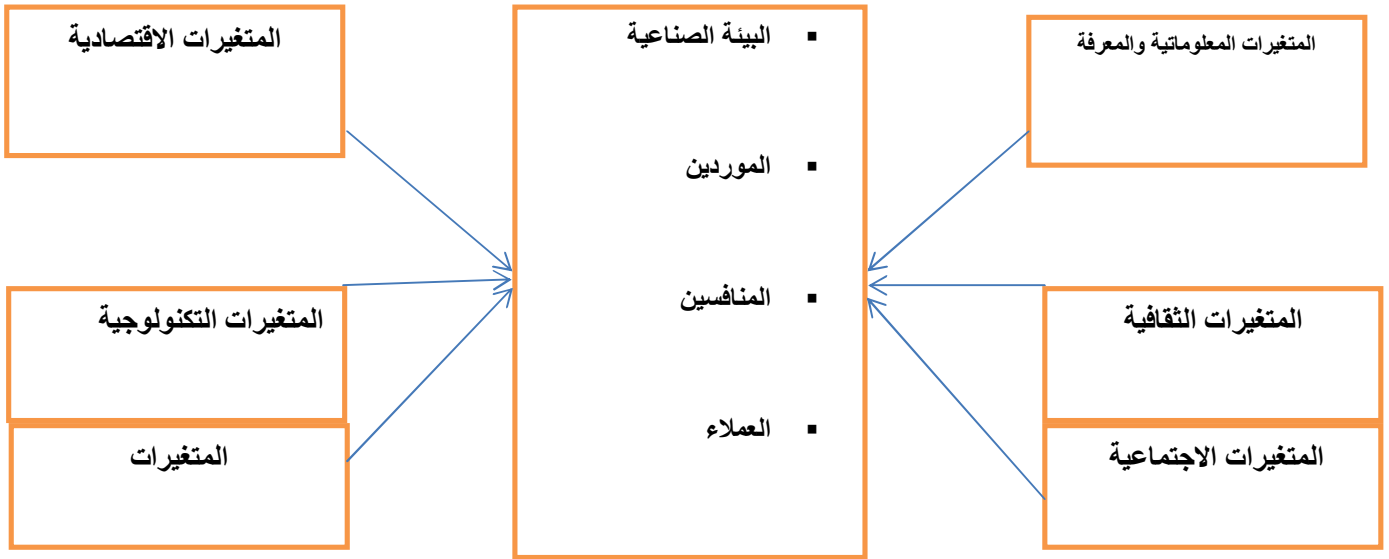 المتغيرات المعلوماتية والمعرفة
البيئة الصناعية
الموردين
المنافسين
العملاء
المتغيرات الاقتصادية
المتغيرات الثقافية
المتغيرات التكنولوجية
المتغيرات الاجتماعية
المتغيرات